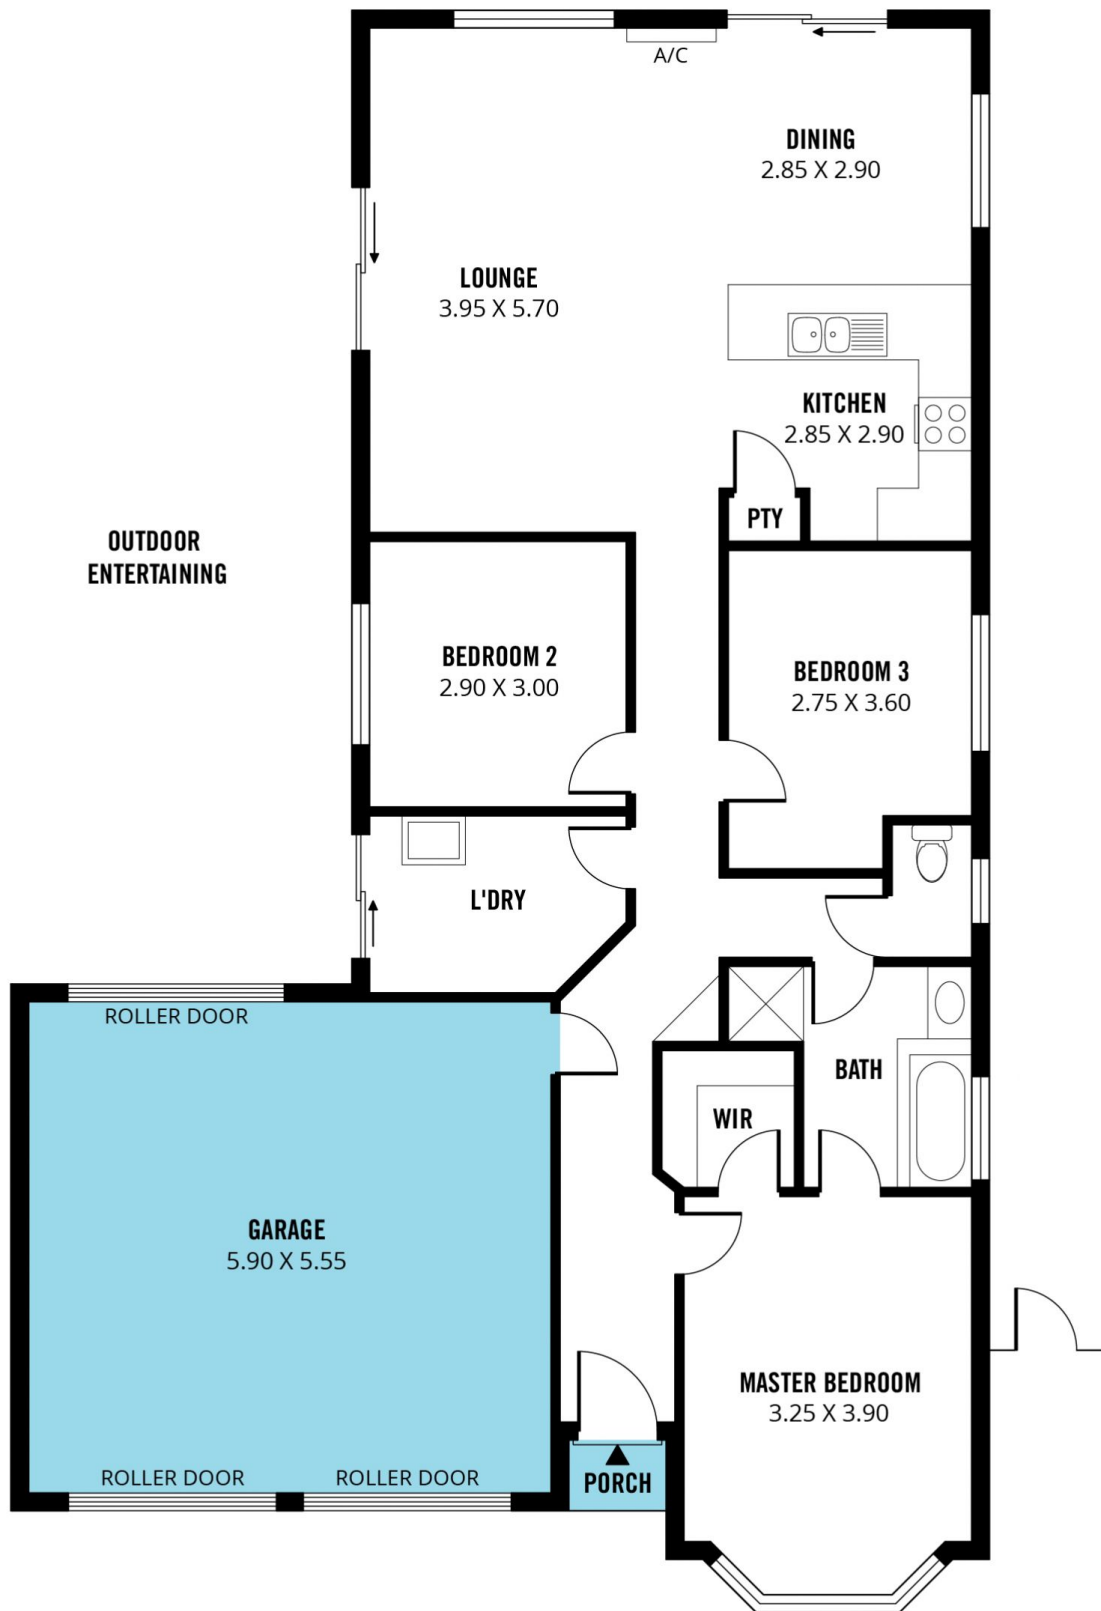 A/C
DINING
2.85 X 2.90
LOUNGE
3.95 X 5.70
KITCHEN
2.85 X 2.90
PTY
OUTDOOR
ENTERTAINING
BEDROOM 2
2.90 X 3.00
BEDROOM 3
2.75 X 3.60
L'DRY
ROLLER DOOR
BATH
WIR
GARAGE
5.90 X 5.55
MASTER BEDROOM
3.25 X 3.90
ROLLER DOOR
ROLLER DOOR
PORCH